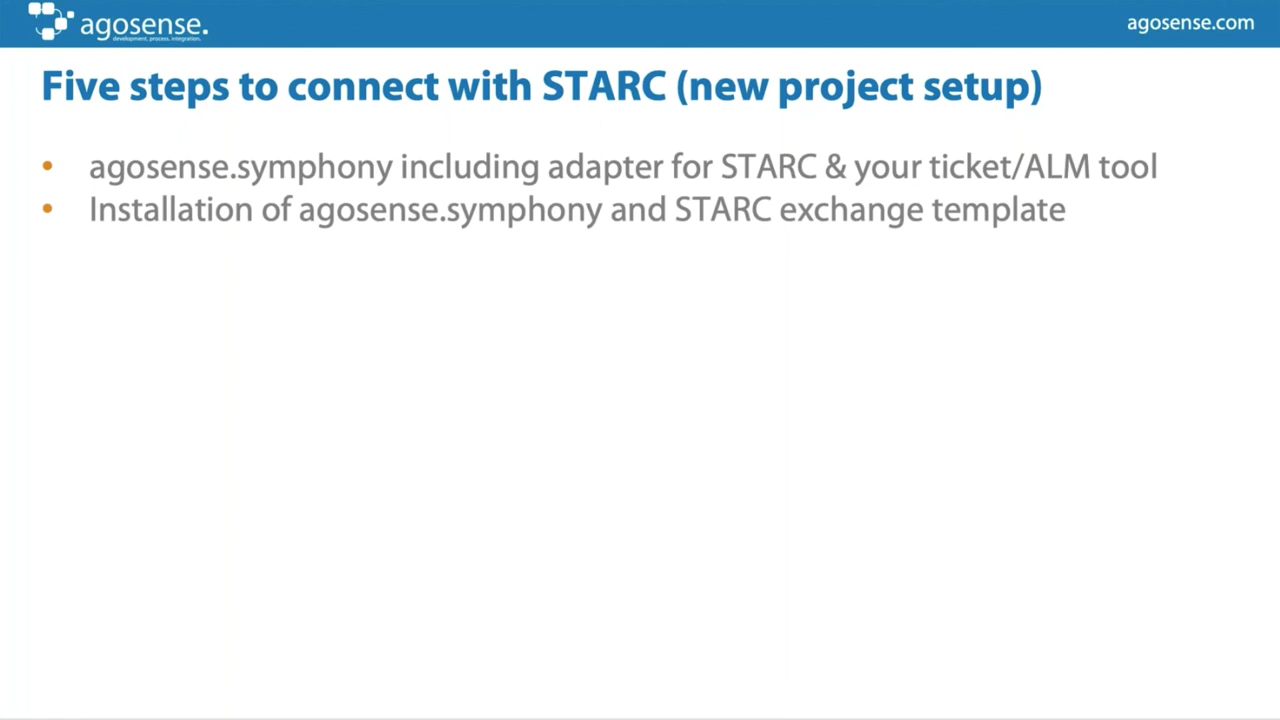 agosense.
development, process, integration.
agosense.com
Five steps to connect with STARC (new project setup)
• agosense.symphony including adapter for STARC & your ticket/ALM tool
• Installation of agosense.symphony and STARC exchange template